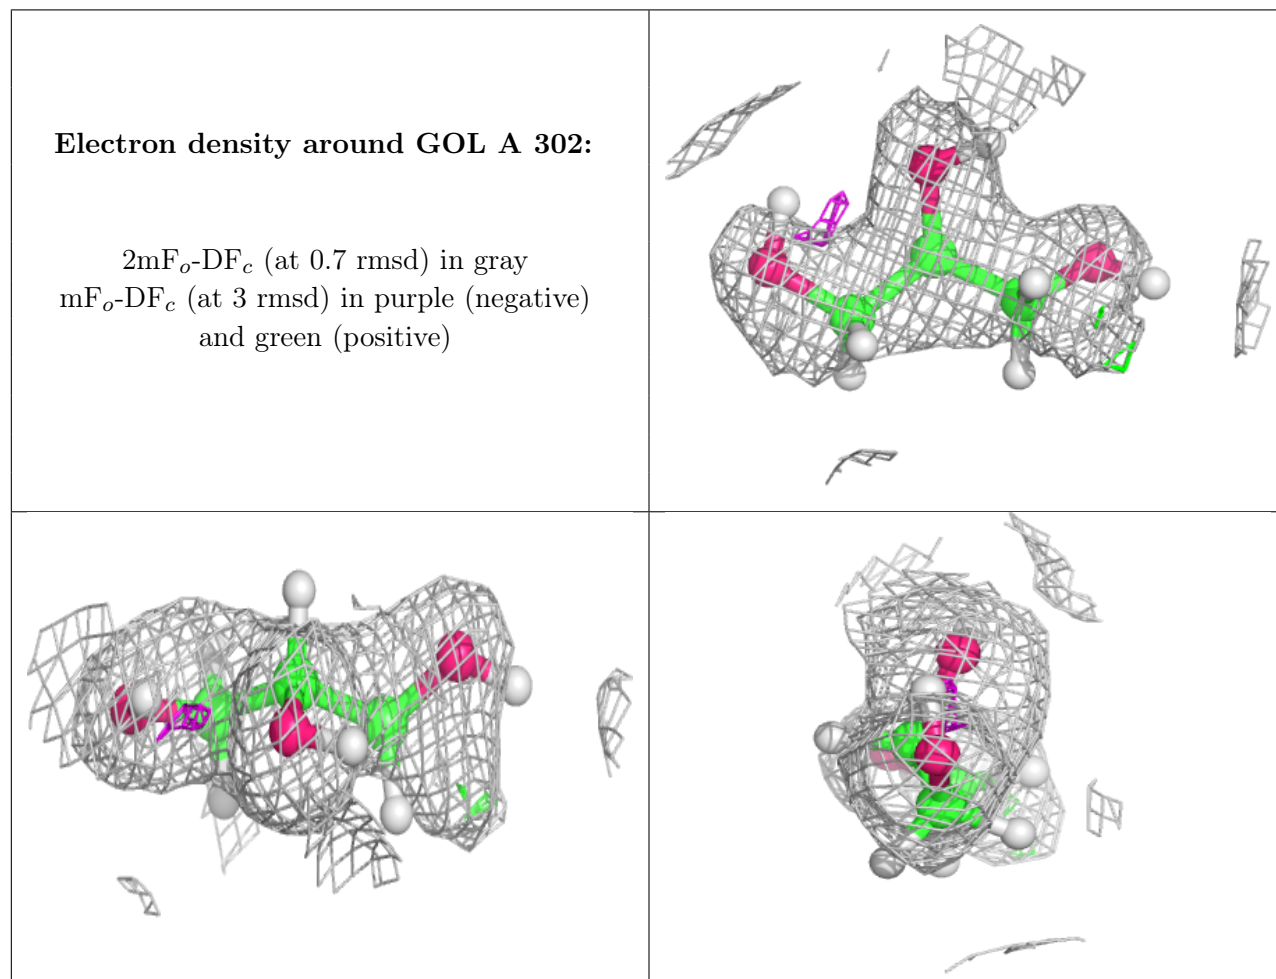 Electron density around GOL A 302:
2mFo-DFc (at 0.7 rmsd) in gray
mFo-DFc (at 3 rmsd) in purple (negative)
and green (positive)